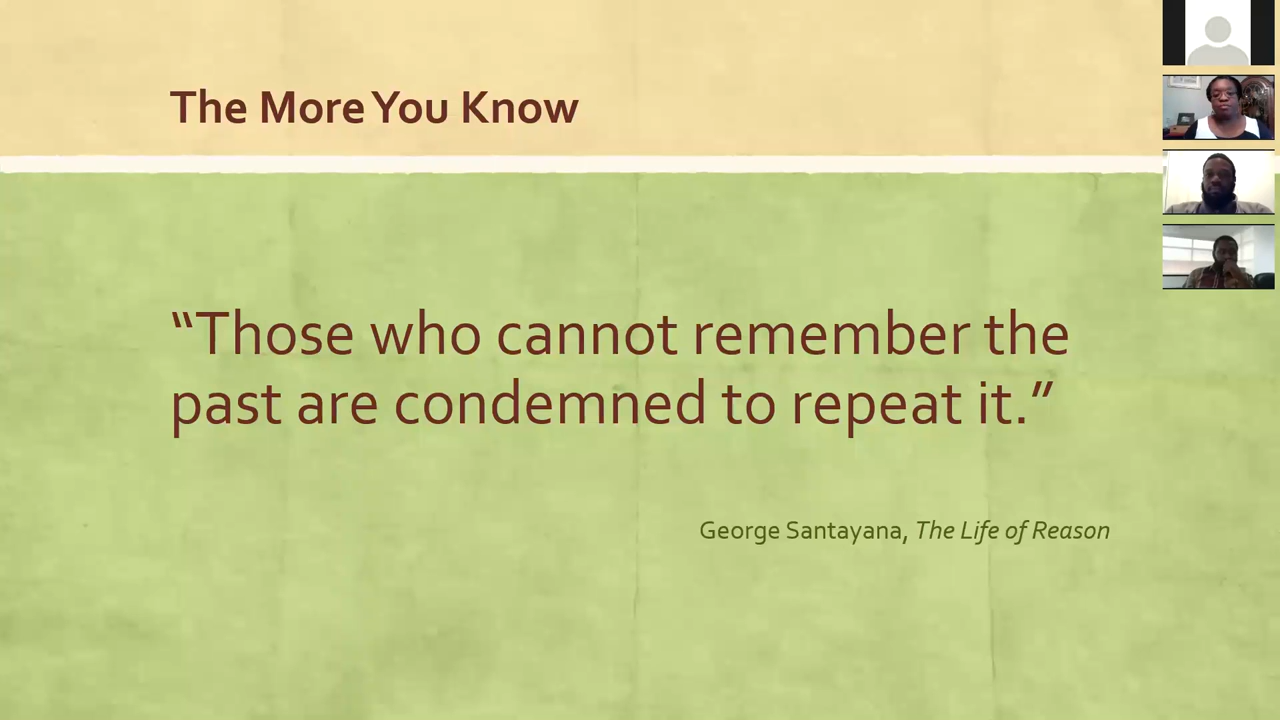 The More You Know
“Those who cannot remember the
past are condemned to repeat it.”
George Santayana, The Life of Reason